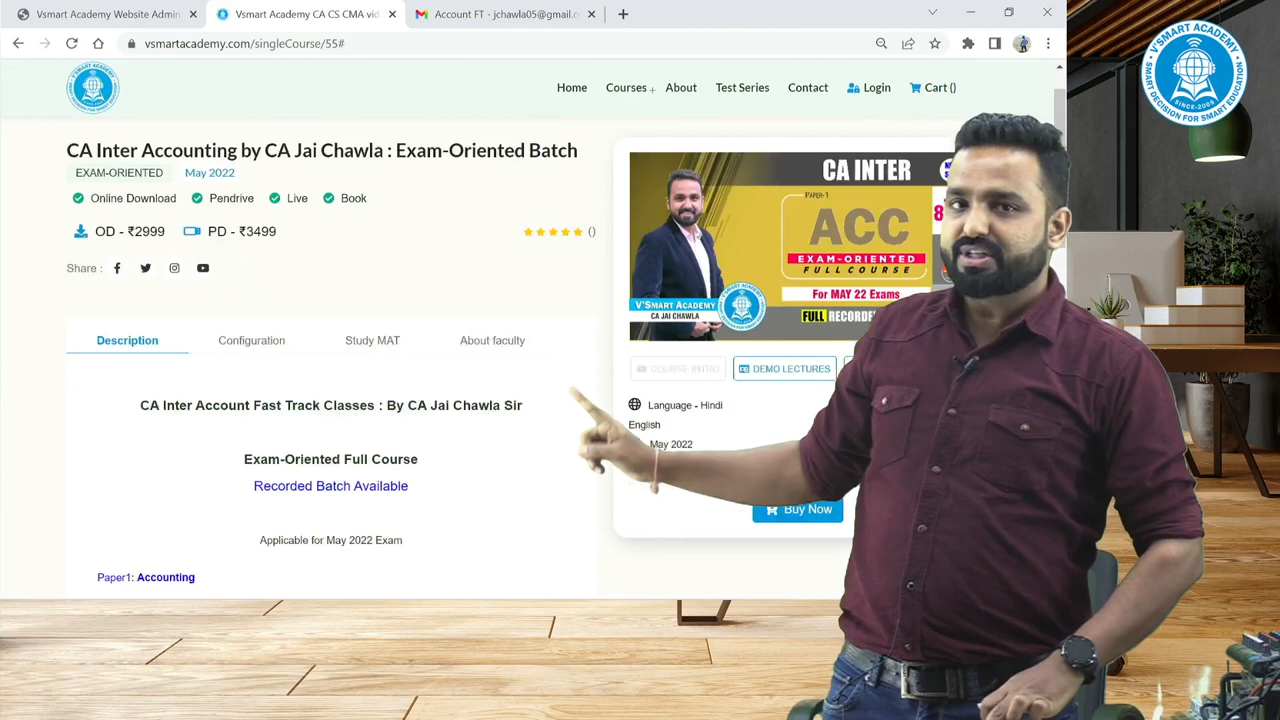 Vsmart Academy Website Admin
Vsmart Academy CA CS CMA vid
Account FT - jchawla05@gmail.c
vsmartacademy.com/singleCourse/55#
Home
Courses +
About
Test Series
Contact
Login
Cart ()
V'SMART ACADEMY
SMART DECISION FOR SMART EDUCATION
SINCE-2005
CA Inter Accounting by CA Jai Chawla : Exam-Oriented Batch
EXAM-ORIENTED
May 2022
Online Download
Pendrive
Live
Book
OD - ₹2999
PD - ₹3499
()
Share :
CA INTER
PAPER-1
ACC
8
EXAM-ORIENTED
FULL COURSE
For MAY 22 Exams
V'SMART ACADEMY
CA JAI CHAWLA
FULL RECORDE
Description
Configuration
Study MAT
About faculty
COURSE INTRO
DEMO LECTURES
CA Inter Account Fast Track Classes : By CA Jai Chawla Sir
Language - Hindi
English
May 2022
Exam-Oriented Full Course
Recorded Batch Available
Buy Now
Applicable for May 2022 Exam
Paper1: Accounting